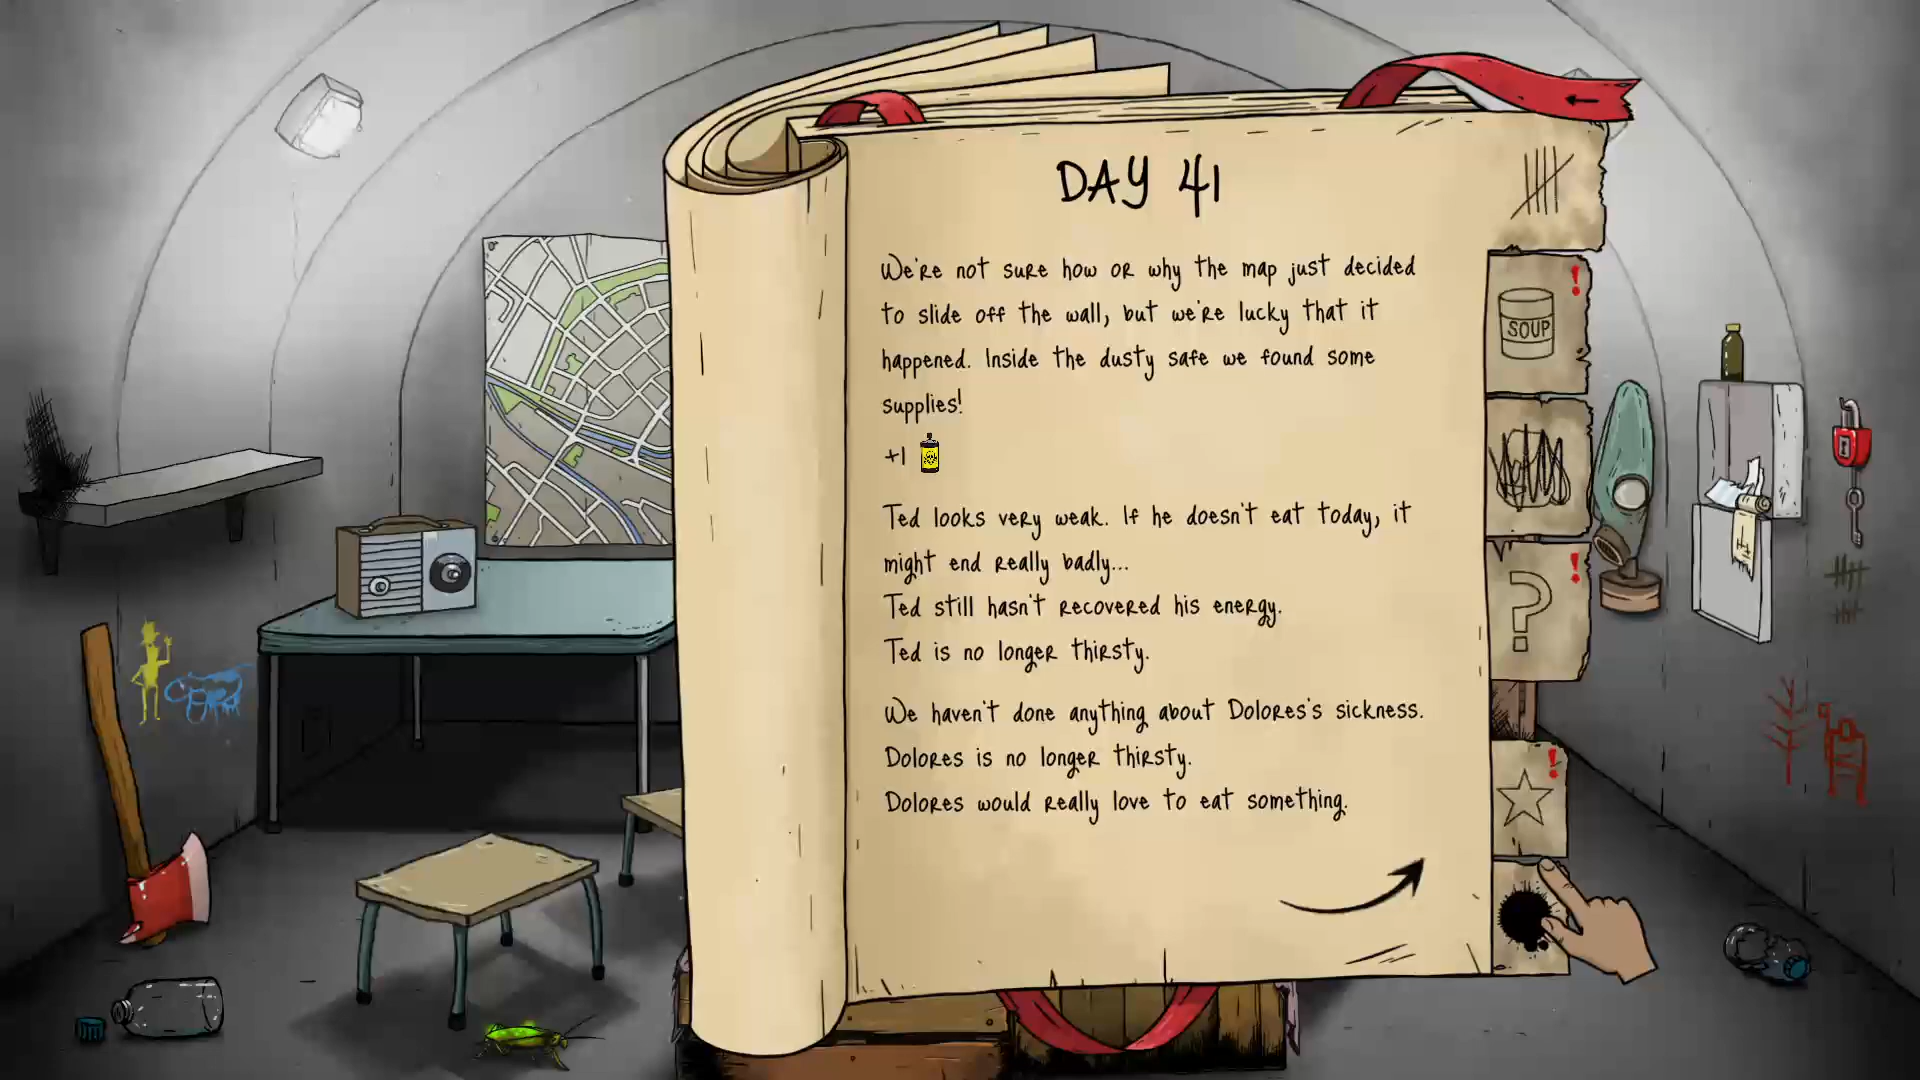 DAY 41
We're not sure how or why the map just decided
to slide off the wall, but we're lucky that it
happened. Inside the dusty safe we found some
supplies!
+1
Ted looks very weak. If he doesn't eat today, it
might end really badly...
Ted still hasn't recovered his energy.
Ted is no longer thirsty.
We haven't done anything about Dolores's sickness.
Dolores is no longer thirsty.
Dolores would really love to eat something.
!
SOUP
!
?
!